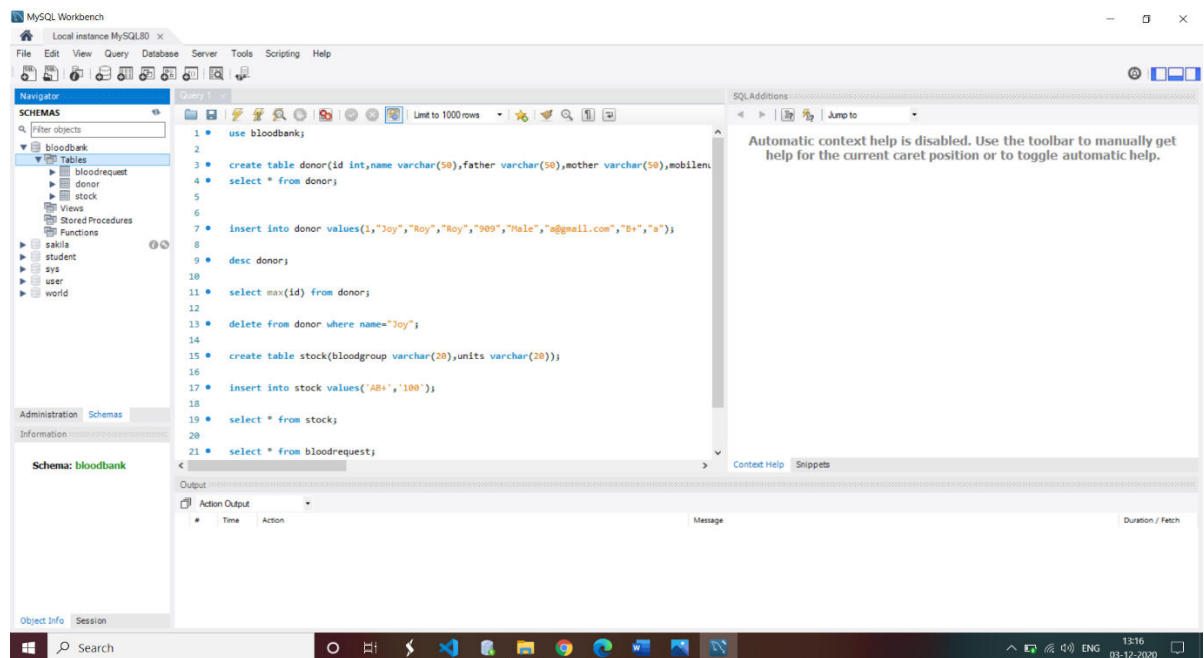 MySQL Workbench
Local instance MySQL80
File Edit View Query Database Server Tools Scripting Help
Navigator
SCHEMAS
Filter objects
bloodbank
Tables
bloodrequest
donor
stock
Views
Stored Procedures
Functions
sakila
student
sys
user
world
Administration Schemas
Information
Schema: bloodbank
Object Info Session
Query 1
Limit to 1000 rows
1 use bloodbank;
2
3 create table donor(id int,name varchar(50),father varchar(50),mother varchar(50),mobilenu
4 select * from donor;
5
6
7 insert into donor values(1,"Joy","Roy","Roy","909","Male","a@gmail.com","B+","a");
8
9 desc donor;
10
11 select max(id) from donor;
12
13 delete from donor where name="Joy";
14
15 create table stock(bloodgroup varchar(20),units varchar(20));
16
17 insert into stock values('AB+','100');
18
19 select * from stock;
20
21 select * from bloodrequest;
SQLAdditions
Jump to
Automatic context help is disabled. Use the toolbar to manually get
help for the current caret position or to toggle automatic help.
Context Help Snippets
Output
Action Output
# Time Action Message Duration / Fetch
Search
ENG
13:16
03-12-2020